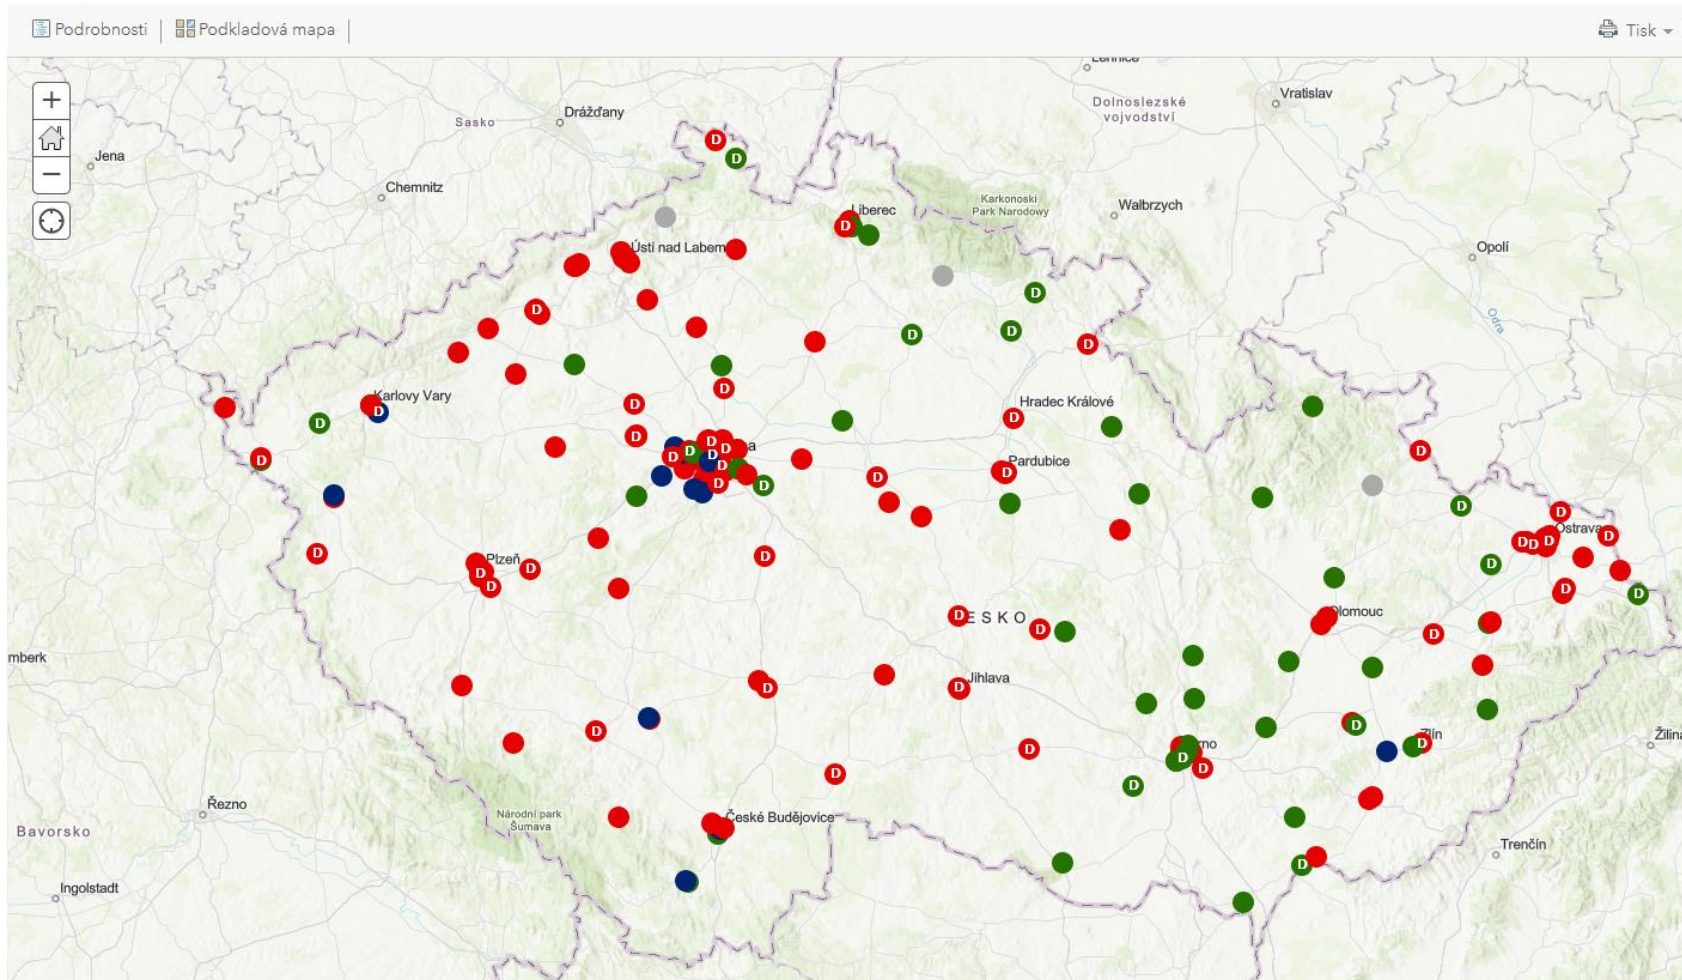 Podrobnosti
Podkladová mapa
Tisk
Drážďany
Sasko
Jena
Chemnitz
Dolnoslezské
vojvodství
Vratislav
Karkonoski
Park Narodowy
Walbrzych
Liberec
Ústí nad Labem
Opolí
Odra
Karlovy Vary
Hradec Králové
Pardubice
Ostrava
Plzeň
ESKO
Olomouc
Jihlava
Zlín
Žilina
Řezno
Bavorsko
Národní park
Šumava
České Budějovice
Trenčín
Ingolstadt